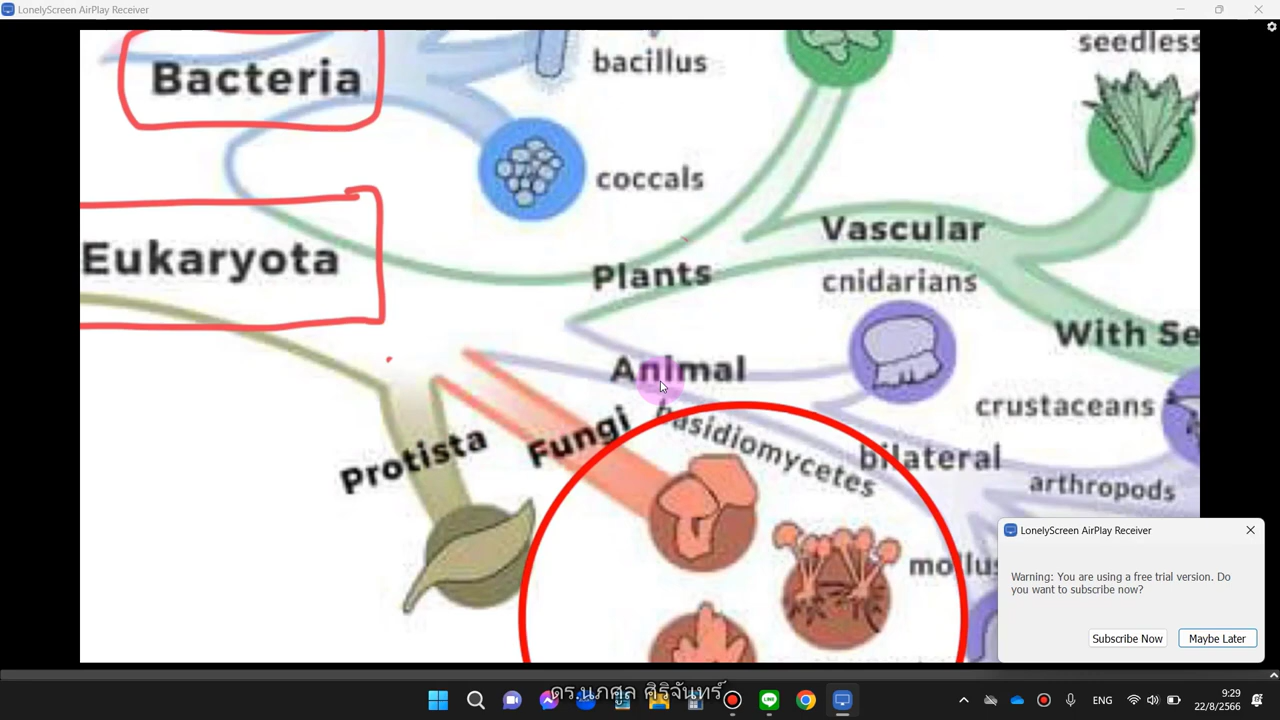 LonelyScreen AirPlay Receiver
seedless
bacillus
Bacteria
coccals
Vascular
Eukaryota
Plants
cnidarians
With Se
Animal
crustaceans
basidiomycetes
Fungi
bilateral
Protista
arthropods
LonelyScreen AirPlay Receiver
mollus
Warning: You are using a free trial version. Do
you want to subscribe now?
Subscribe Now
Maybe Later
ดร.นภศูล ศิริจันทร์
ENG
9:29
22/8/2566